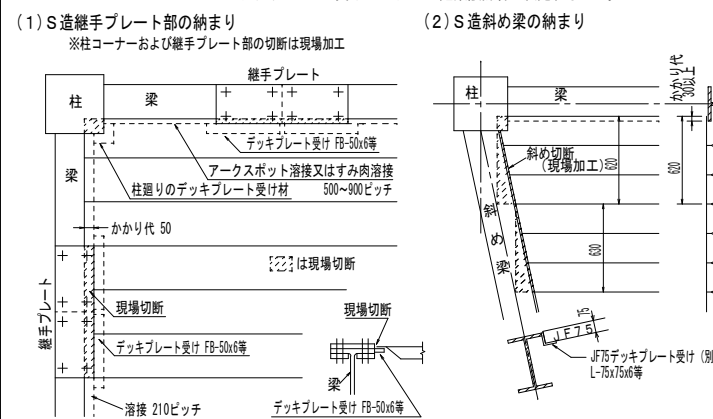 (1)S造継手プレート部の納まり
※柱コーナーおよび継手プレート部の切断は現場加工
継手プレート
柱
梁
デッキプレート受け FB-50x6等
アークスポット溶接又はすみ肉溶接
500~900ピッチ
柱廻りのデッキプレート受け材
梁
かかり代 50
は現場切断
継手プレート
現場切断
デッキプレート受け FB-50x6等
溶接 210ピッチ
現場切断
梁
デッキプレート受け FB-50x6等
(2)S造斜め梁の納まり
柱
梁
かかり代
30以上
斜め切断
(現場加工)
620
620
斜め梁
630
75
JF75
JF75デッキプレート受け (別
L-75x75x6等